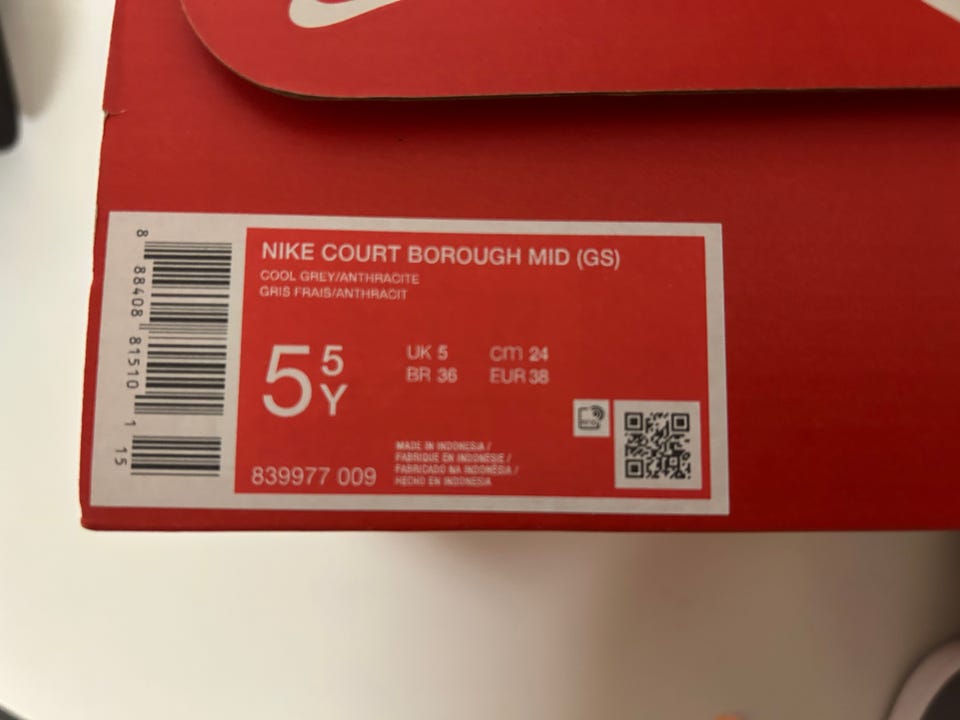 NIKE COURT BOROUGH MID (GS)
COOL GREY/ANTHRACITE
GRIS FRAIS/ANTHRACIT
5 5 Y
UK 5 cm 24
BR 36 EUR 38
839977 009
MADE IN INDONESIA /
FABRIQUE EN INDONESIE /
FABRICADO NA INDONÉSIA /
HECHO EN INDONESIA
8 88408 81510 1 15